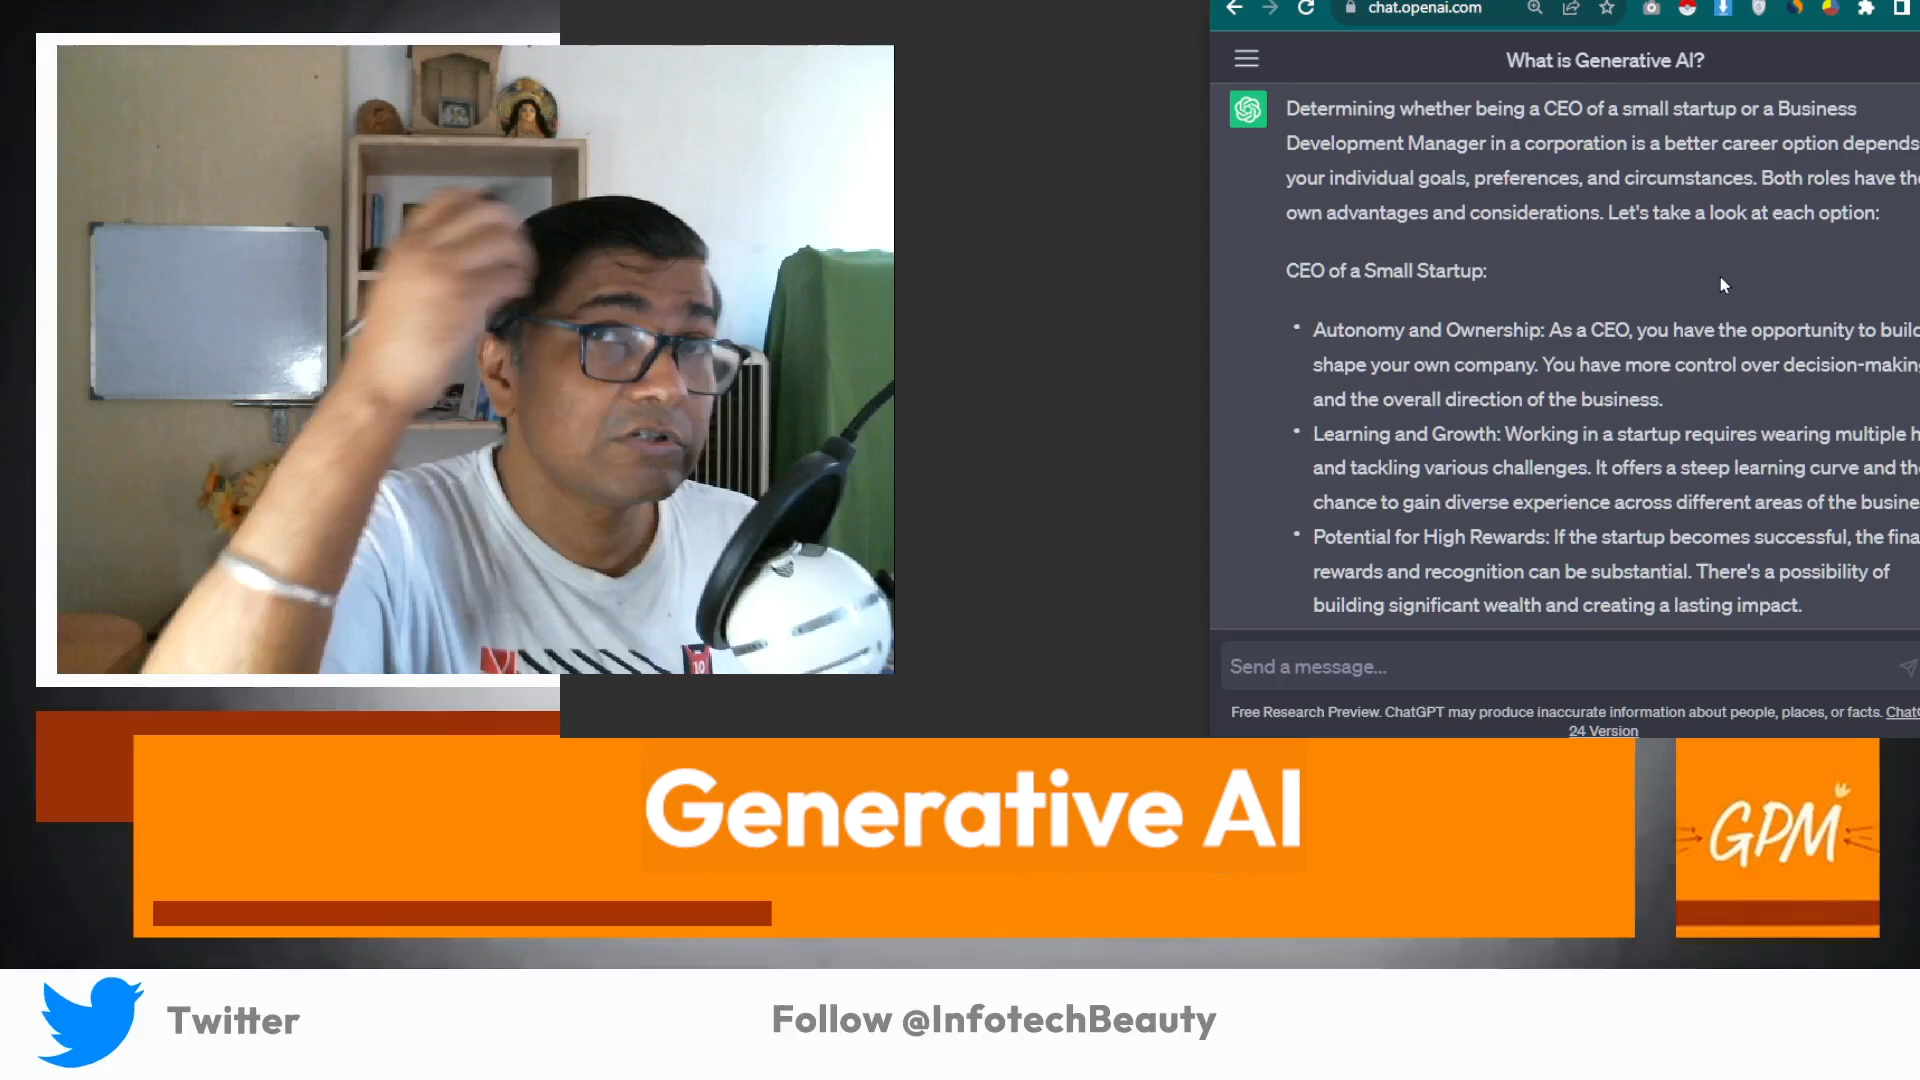 chat.openai.com
What is Generative AI?
Determining whether being a CEO of a small startup or a Business
Development Manager in a corporation is a better career option depends
your individual goals, preferences, and circumstances. Both roles have the
own advantages and considerations. Let's take a look at each option:
CEO of a Small Startup:
• Autonomy and Ownership: As a CEO, you have the opportunity to build
shape your own company. You have more control over decision-making
and the overall direction of the business.
• Learning and Growth: Working in a startup requires wearing multiple h
and tackling various challenges. It offers a steep learning curve and the
chance to gain diverse experience across different areas of the busine
• Potential for High Rewards: If the startup becomes successful, the fina
rewards and recognition can be substantial. There's a possibility of
building significant wealth and creating a lasting impact.
Send a message...
Free Research Preview. ChatGPT may produce inaccurate information about people, places, or facts. Chat
24 Version
10
Generative AI
GPM
Twitter
Follow @InfotechBeauty